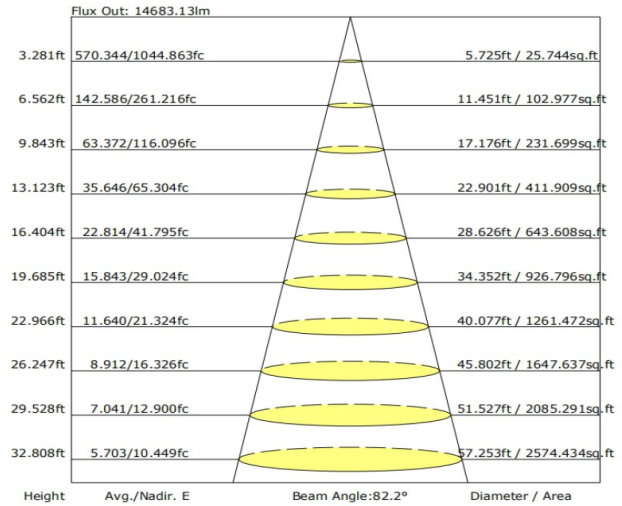 Flux Out: 14683.13lm
3.281ft 570.344/1044.863fc 5.725ft / 25.744sq.ft
6.562ft 142.586/261.216fc 11.451ft / 102.977sq.ft
9.843ft 63.372/116.096fc 17.176ft / 231.699sq.ft
13.123ft 35.646/65.304fc 22.901ft / 411.909sq.ft
16.404ft 22.814/41.795fc 28.626ft / 643.608sq.ft
19.685ft 15.843/29.024fc 34.352ft / 926.796sq.ft
22.966ft 11.640/21.324fc 40.077ft / 1261.472sq.ft
26.247ft 8.912/16.326fc 45.802ft / 1647.637sq.ft
29.528ft 7.041/12.900fc 51.527ft / 2085.291sq.ft
32.808ft 5.703/10.449fc 57.253ft / 2574.434sq.ft
Height Avg./Nadir. E Beam Angle:82.2° Diameter / Area